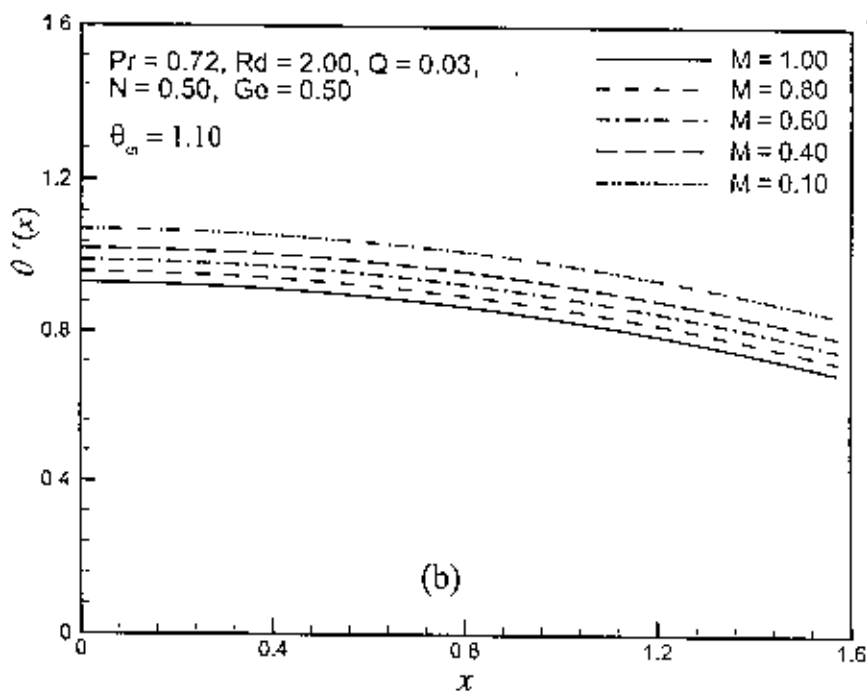 Pr = 0.72, Rd = 2.00, Q = 0.03,
N = 0.50, Ge = 0.50
θ = 1.10
M = 1.00
M = 0.80
M = 0.60
M = 0.40
M = 0.10
1.6
1.2
0.8
0.4
0
θ'(x)
(b)
0
0.4
0.8
1.2
1.6
x